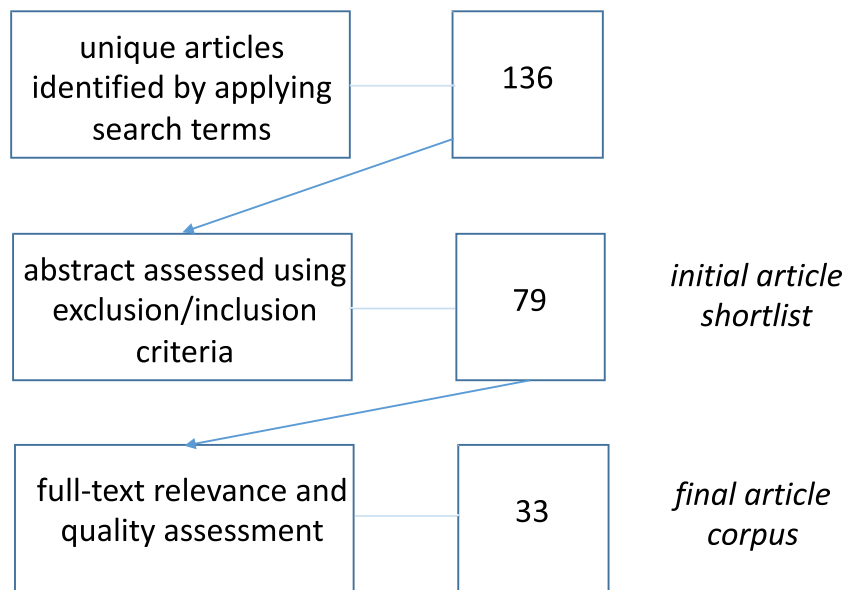 unique articles
identified by applying
search terms
136
abstract assessed using
exclusion/inclusion
criteria
79
initial article
shortlist
full-text relevance and
quality assessment
33
final article
corpus